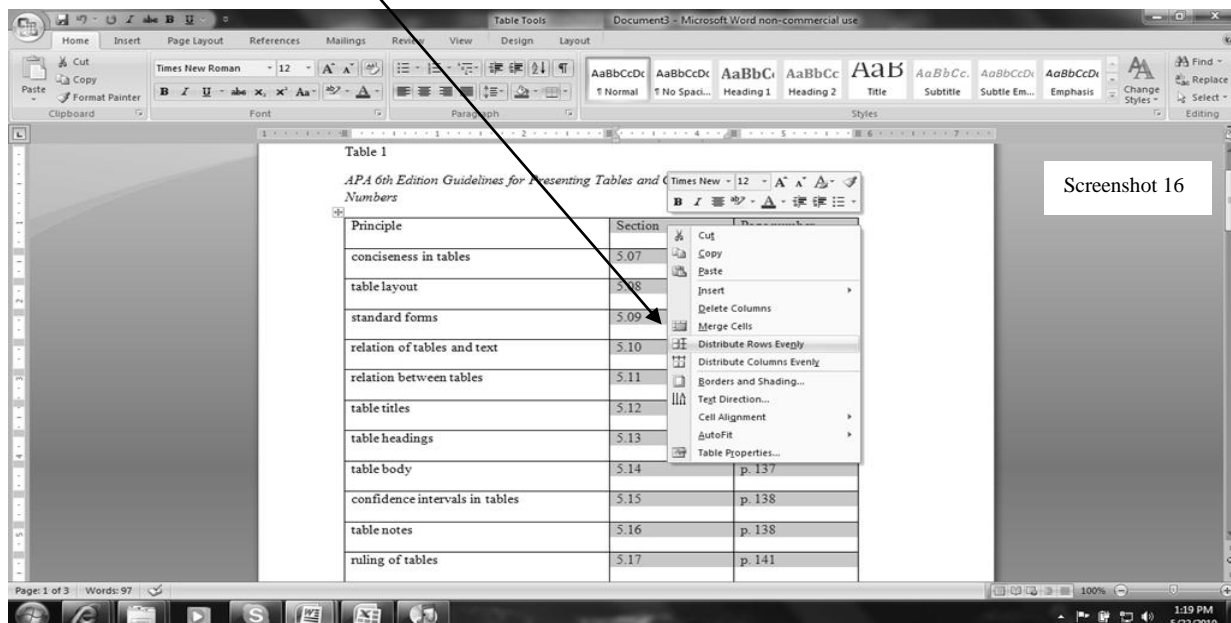 Table Tools Document3 - Microsoft Word non-commercial use
Home Insert Page Layout References Mailings Review View Design Layout
Cut
Copy
Format Painter
Paste
Clipboard
Times New Roman 12
Font
Paragraph
AaBbCcDc AaBbCcDc AaBbC AaBbCc AaB AaBbCc. AaBbCcDt AaBbCcDt
¶ Normal ¶ No Spaci... Heading 1 Heading 2 Title Subtitle Subtle Em... Emphasis
Change Styles
Styles
Find
Replace
Select
Editing
Screenshot 16
Table 1
APA 6th Edition Guidelines for Presenting Tables and
Numbers
Times New 12
Principle Section Page number
conciseness in tables 5.07
table layout 5.08
standard forms 5.09
relation of tables and text 5.10
relation between tables 5.11
table titles 5.12
table headings 5.13
table body 5.14 p. 137
confidence intervals in tables 5.15 p. 138
table notes 5.16 p. 138
ruling of tables 5.17 p. 141
Cut
Copy
Paste
Insert
Delete Columns
Merge Cells
Distribute Rows Evenly
Distribute Columns Evenly
Borders and Shading...
Text Direction...
Cell Alignment
AutoFit
Table Properties...
Page: 1 of 3 Words: 97 100%
1:19 PM